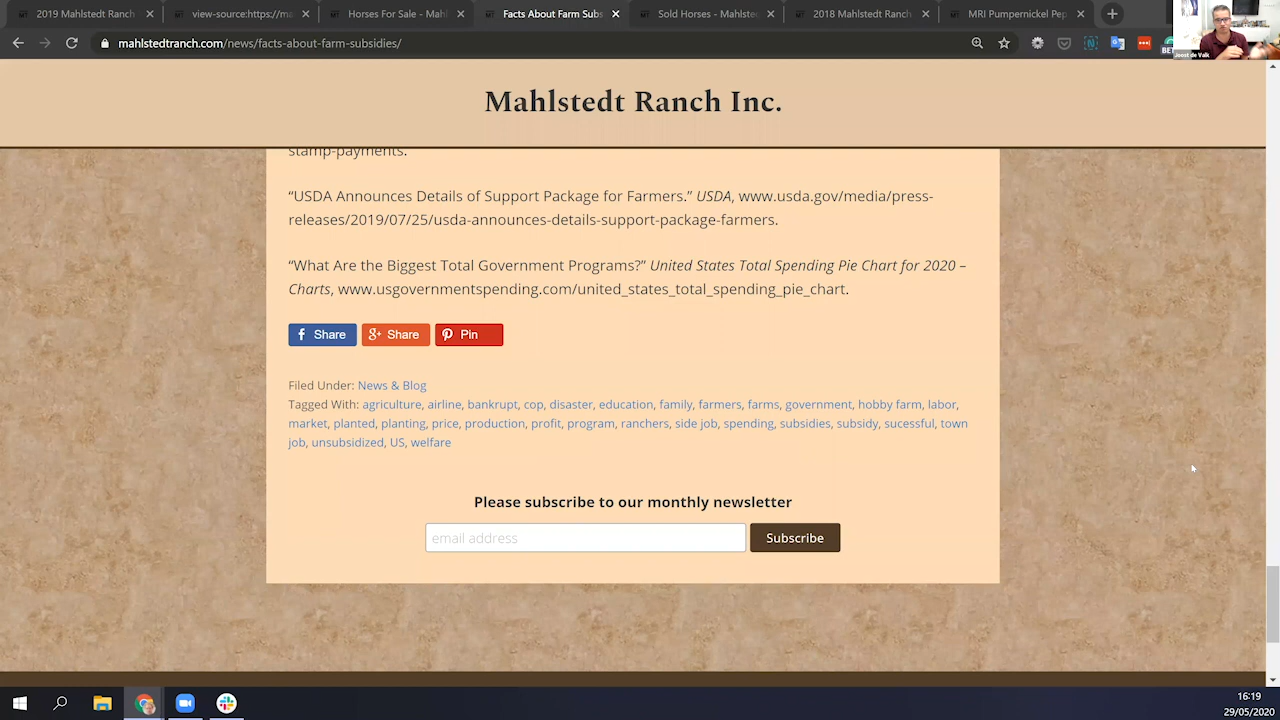 2019 Mahlstedt Ranch
view-source:https://ma
Horses For Sale - Mahl
Facts About Farm Subs
Sold Horses - Mahlste
2018 Mahlstedt Ranch
MRI Pumpernickel Pep
mahlstedtranch.com/news/facts-about-farm-subsidies/
Joost de Valk
Mahlstedt Ranch Inc.
stamp-payments.
“USDA Announces Details of Support Package for Farmers.” USDA, www.usda.gov/media/press-
releases/2019/07/25/usda-announces-details-support-package-farmers.
“What Are the Biggest Total Government Programs?” United States Total Spending Pie Chart for 2020 –
Charts, www.usgovernmentspending.com/united_states_total_spending_pie_chart.
Share Share Pin
Filed Under: News & Blog
Tagged With: agriculture, airline, bankrupt, cop, disaster, education, family, farmers, farms, government, hobby farm, labor,
market, planted, planting, price, production, profit, program, ranchers, side job, spending, subsidies, subsidy, sucessful, town
job, unsubsidized, US, welfare
Please subscribe to our monthly newsletter
email address Subscribe
16:19
29/05/2020